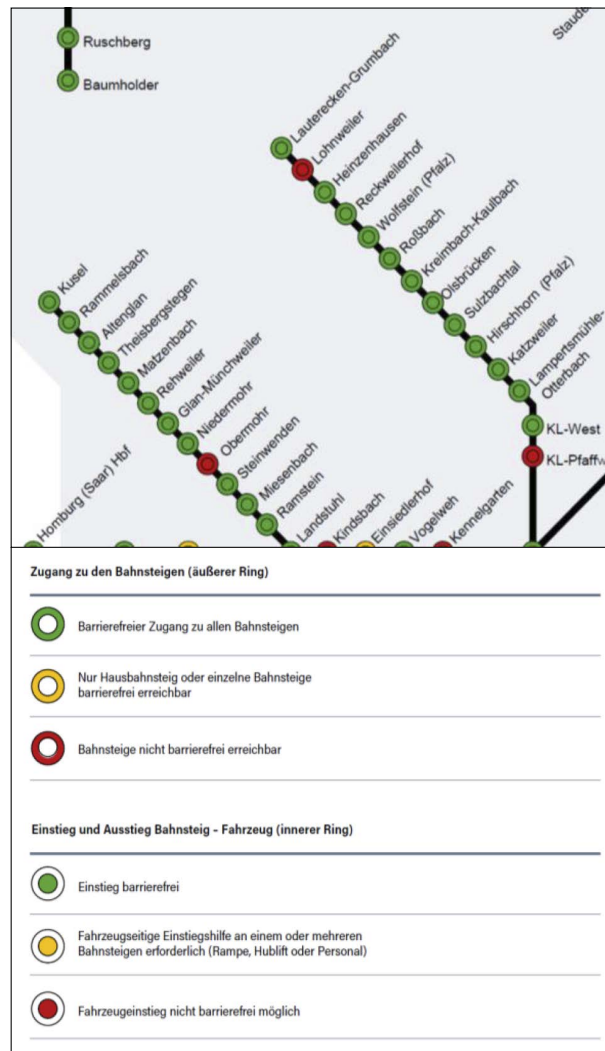 Ruschberg
Baumholder
Staude
Lauterecken-Grumbach
Lohnweiler
Heinzenhausen
Reckweilerhof
Wolfstein (Pfalz)
Roßbach
Kreimbach-Kaulbach
Olsbrücken
Sulzbachtal
Hirschhorn (Pfalz)
Katzweiler
Lampertsmühle-
Otterbach
KL-West
KL-Pfaffw
Kusel
Rammelsbach
Altenglan
Theisbergstegen
Matzenbach
Rehweiler
Glan-Münchweiler
Niedermohr
Obermohr
Steinwenden
Miesenbach
Ramstein
Landstuhl
Kindsbach
Einsiedlerhof
Vogelweh
Kennelgarten
Homburg (Saar) Hbf
Zugang zu den Bahnsteigen (äußerer Ring)
Barrierefreier Zugang zu allen Bahnsteigen
Nur Hausbahnsteig oder einzelne Bahnsteige
barrierefrei erreichbar
Bahnsteige nicht barrierefrei erreichbar
Einstieg und Ausstieg Bahnsteig – Fahrzeug (innerer Ring)
Einstieg barrierefrei
Fahrzeugseitige Einstiegshilfe an einem oder mehreren
Bahnsteigen erforderlich (Rampe, Hublift oder Personal)
Fahrzeugeinstieg nicht barrierefrei möglich